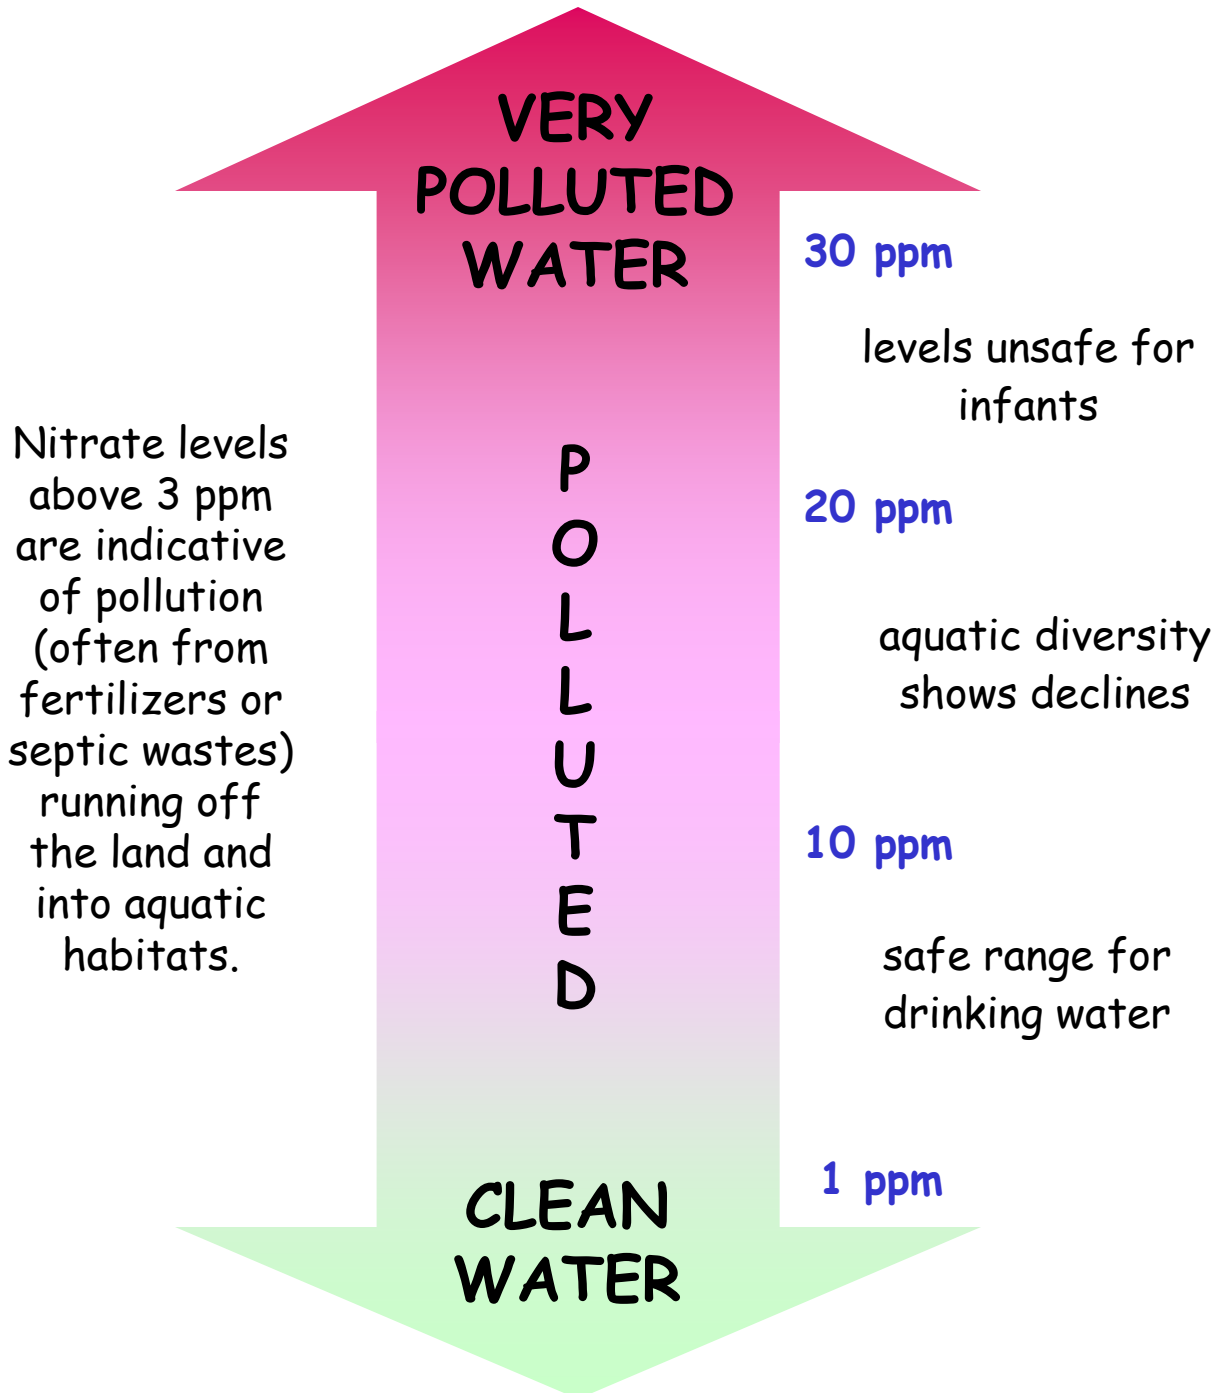 VERY
POLLUTED
WATER
30 ppm
levels unsafe for
infants
Nitrate levels
above 3 ppm
are indicative
of pollution
(often from
fertilizers or
septic wastes)
running off
the land and
into aquatic
habitats.
P
O
L
L
U
T
E
D
20 ppm
aquatic diversity
shows declines
10 ppm
safe range for
drinking water
1 ppm
CLEAN
WATER